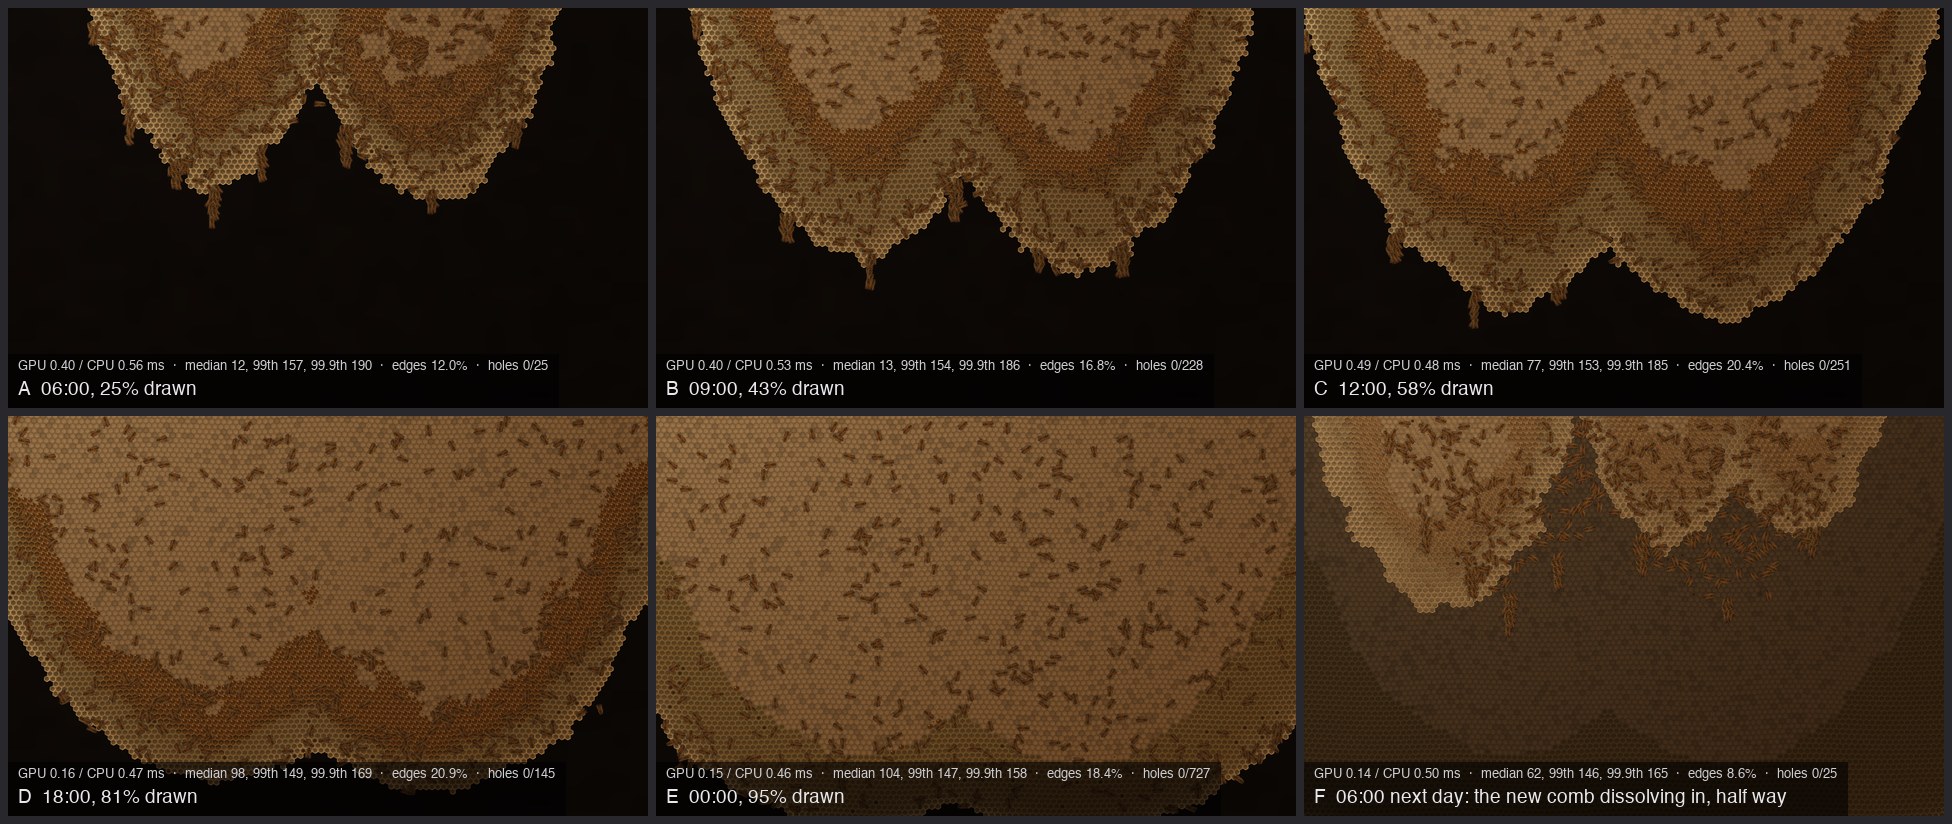 GPU 0.40 / CPU 0.56 ms · median 12, 99th 157, 99.9th 190 · edges 12.0% · holes 0/25
A 06:00, 25% drawn
GPU 0.40 / CPU 0.53 ms · median 13, 99th 154, 99.9th 186 · edges 16.8% · holes 0/228
B 09:00, 43% drawn
GPU 0.49 / CPU 0.48 ms · median 77, 99th 153, 99.9th 185 · edges 20.4% · holes 0/251
C 12:00, 58% drawn
GPU 0.16 / CPU 0.47 ms · median 98, 99th 149, 99.9th 169 · edges 20.9% · holes 0/145
D 18:00, 81% drawn
GPU 0.15 / CPU 0.46 ms · median 104, 99th 147, 99.9th 158 · edges 18.4% · holes 0/727
E 00:00, 95% drawn
GPU 0.14 / CPU 0.50 ms · median 62, 99th 146, 99.9th 165 · edges 8.6% · holes 0/25
F 06:00 next day: the new comb dissolving in, half way